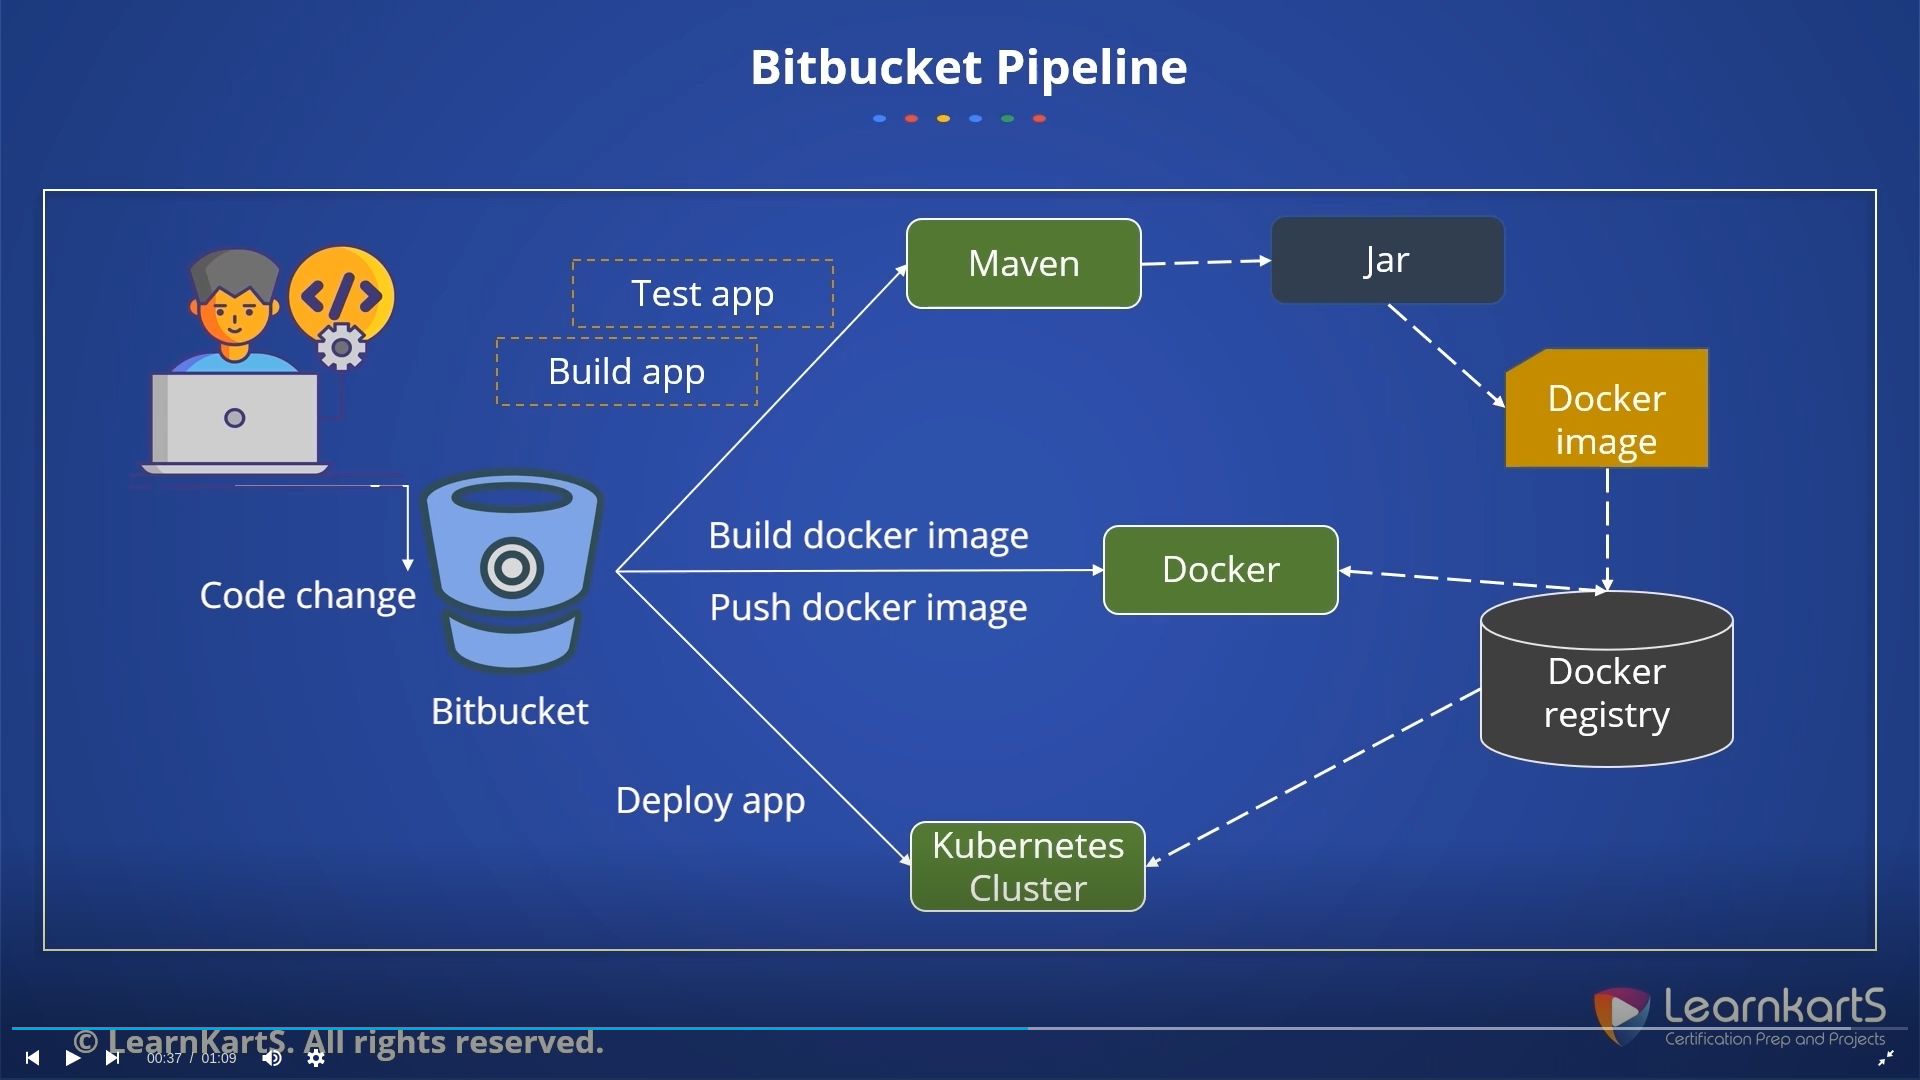 Bitbucket Pipeline
Maven
Jar
Test app
Build app
Docker
image
Build docker image
Docker
Code change
Push docker image
Docker
registry
Bitbucket
Deploy app
Kubernetes
Cluster
LearnkartS
Certification Prep and Projects
© LearnKartS. All rights reserved.
00:37 / 01:09